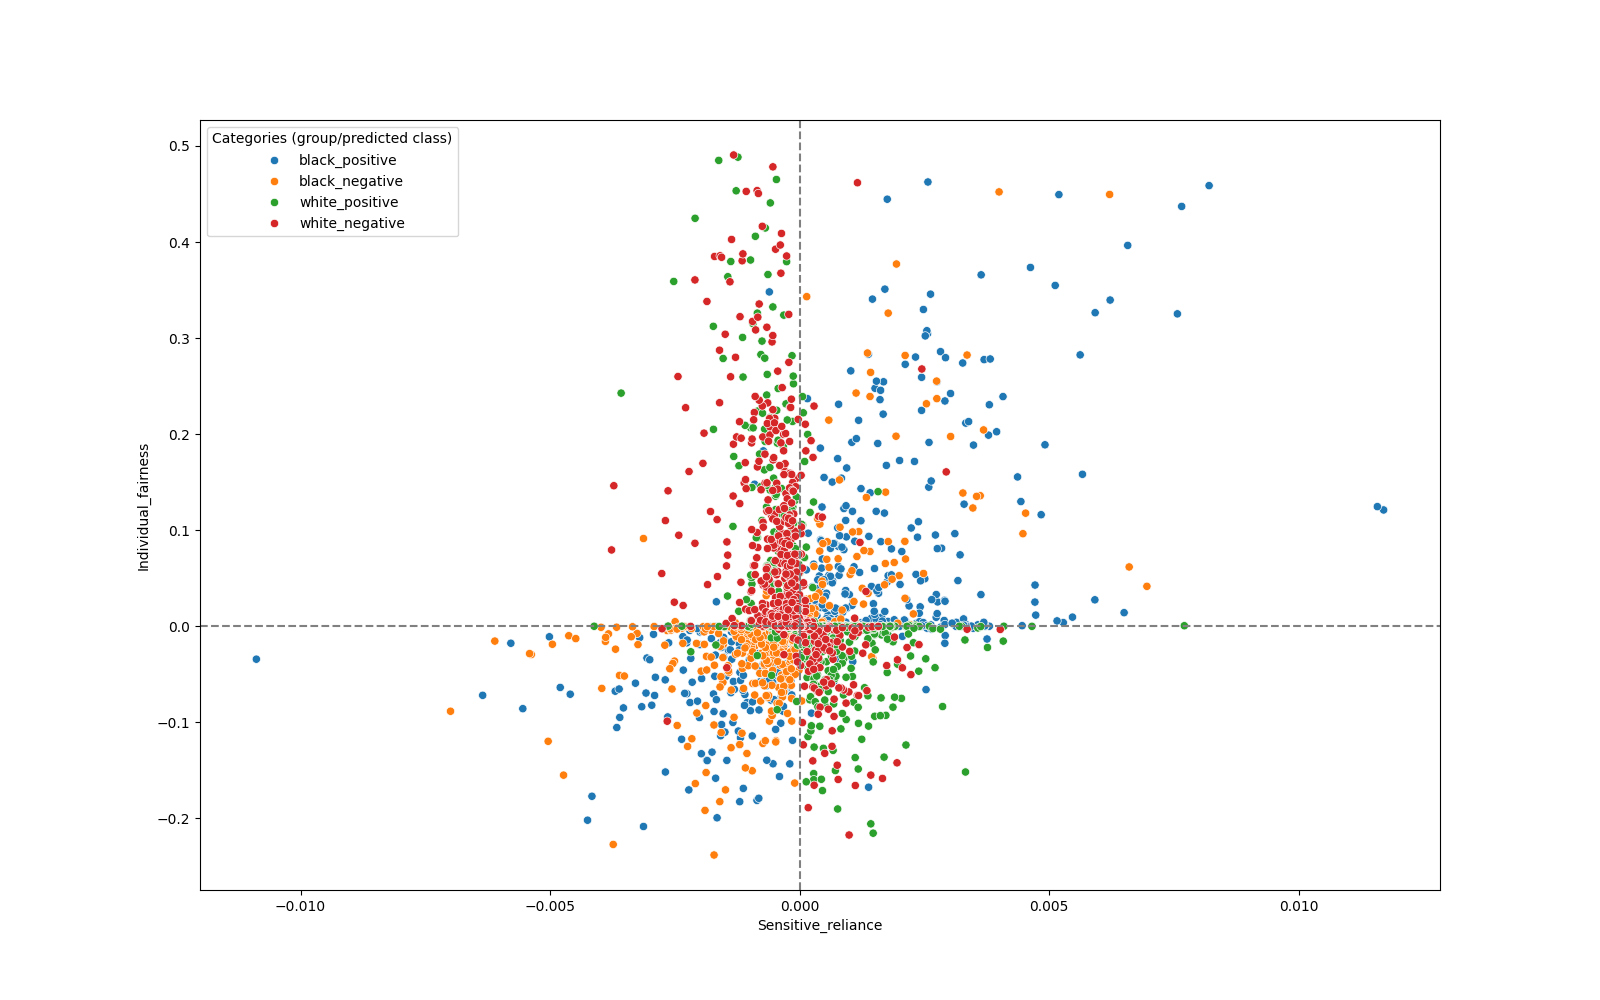 Categories (group/predicted class)
black_positive
black_negative
white_positive
white_negative
0.5
0.4
0.3
0.2
0.1
0.0
−0.1
−0.2
Individual_fairness
−0.010
−0.005
0.000
0.005
0.010
Sensitive_reliance